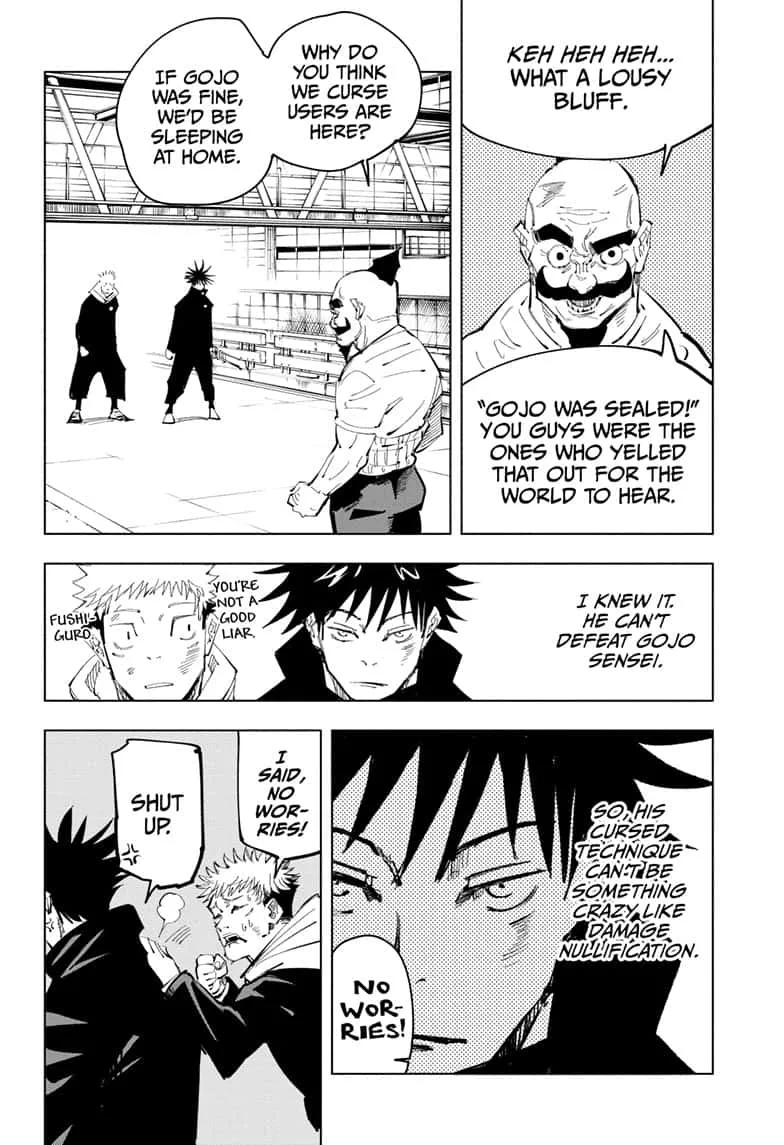 KEH HEH HEH...
WHAT A LOUSY
BLUFF.
"GOJO WAS SEALED!"
YOU GUYS WERE THE
ONES WHO YELLED
THAT OUT FOR THE
WORLD TO HEAR.
WHY DO
YOU THINK
WE CURSE
USERS ARE
HERE?
IF GOJO
WAS FINE,
WE'D BE
SLEEPING
AT HOME.
I KNEW IT.
HE CAN'T
DEFEAT GOJO
SENSEI.
YOU'RE
NOT A
GOOD
LIAR.
FUSHI-
GURO
SO, HIS
CURSED
TECHNIQUE
CAN'T BE
SOMETHING
CRAZY LIKE
DAMAGE
NULLIFICATION.
NO
WOR-
RIES!
I
SAID,
NO
WOR-
RIES!
SHUT
UP.